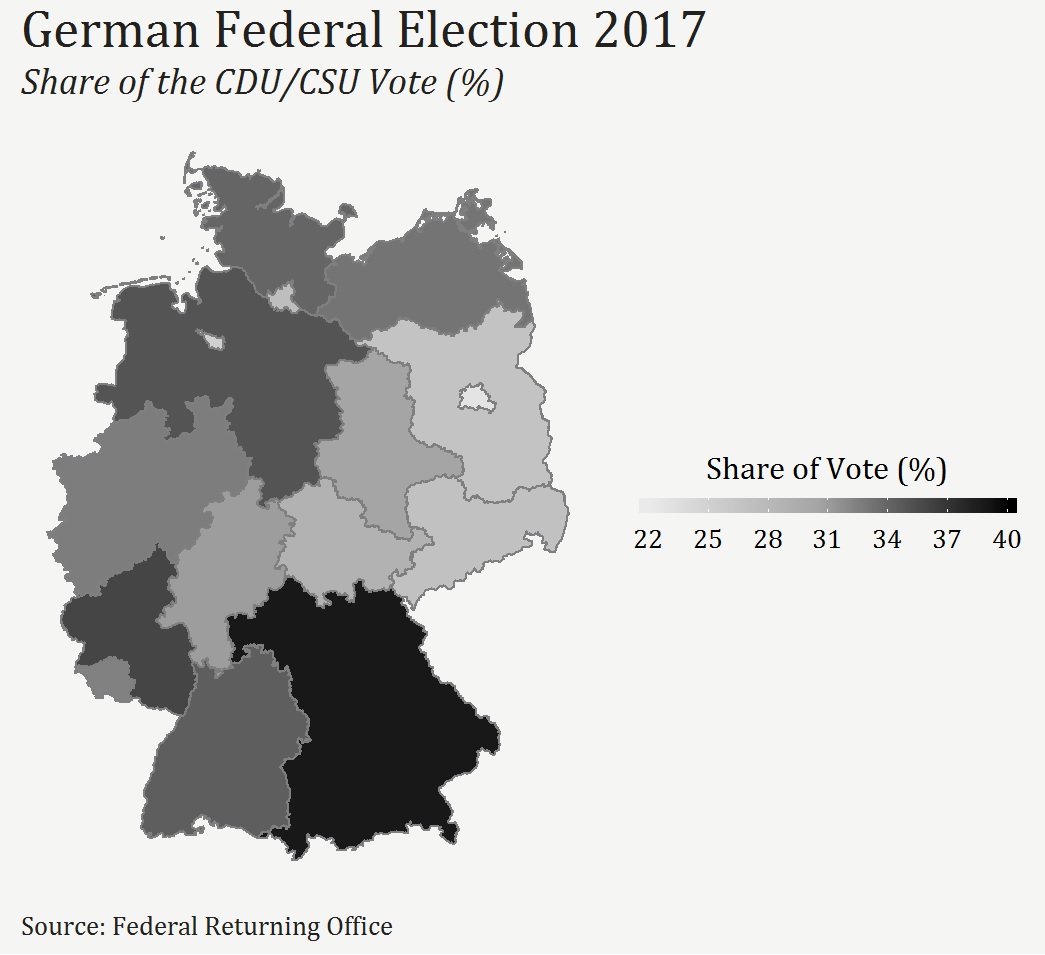 German Federal Election 2017
Share of the CDU/CSU Vote (%)
Share of Vote (%)
22 25 28 31 34 37 40
Source: Federal Returning Office